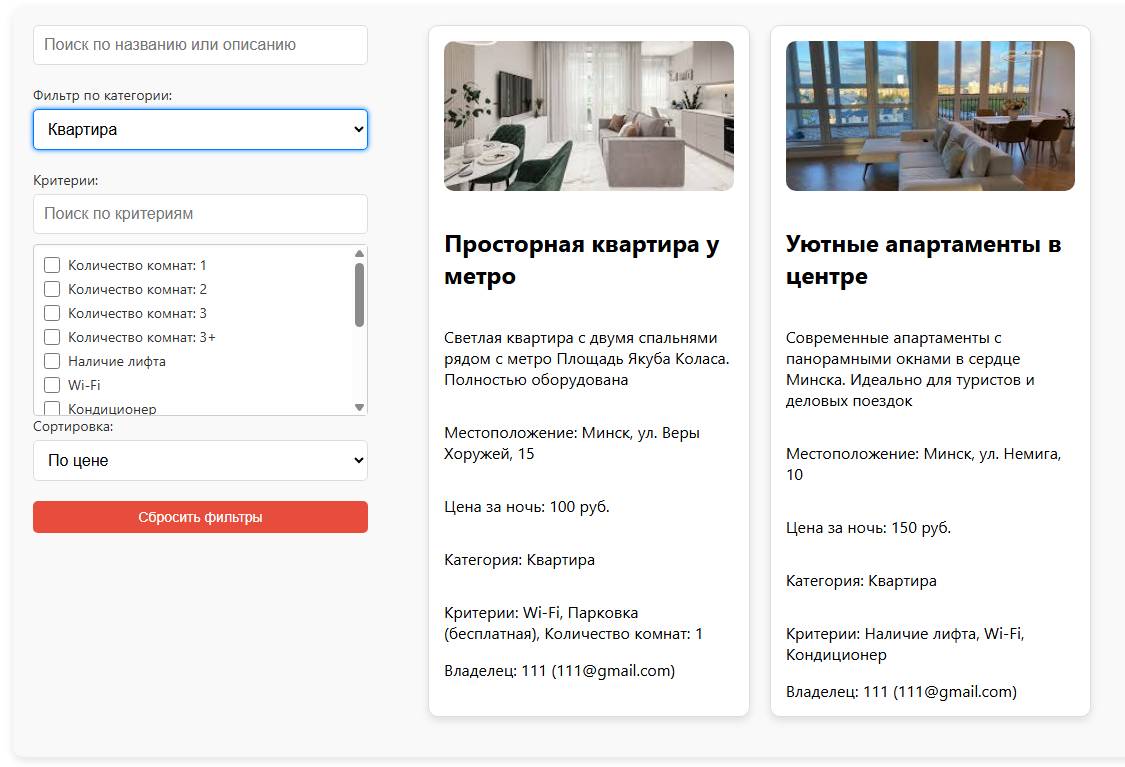 Поиск по названию или описанию
Фильтр по категории:
Квартира
Критерии:
Поиск по критериям
Количество комнат: 1
Количество комнат: 2
Количество комнат: 3
Количество комнат: 3+
Наличие лифта
Wi-Fi
Кондиционер
Сортировка:
По цене
Сбросить фильтры
Просторная квартира у
метро
Светлая квартира с двумя спальнями
рядом с метро Площадь Якуба Коласа.
Полностью оборудована
Местоположение: Минск, ул. Веры
Хоружей, 15
Цена за ночь: 100 руб.
Категория: Квартира
Критерии: Wi-Fi, Парковка
(бесплатная), Количество комнат: 1
Владелец: 111 (111@gmail.com)
Уютные апартаменты в
центре
Современные апартаменты с
панорамными окнами в сердце
Минска. Идеально для туристов и
деловых поездок
Местоположение: Минск, ул. Немига,
10
Цена за ночь: 150 руб.
Категория: Квартира
Критерии: Наличие лифта, Wi-Fi,
Кондиционер
Владелец: 111 (111@gmail.com)